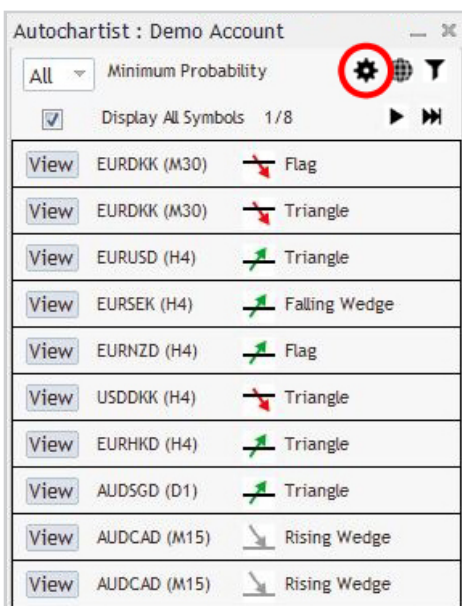 Autochartist : Demo Account
All Minimum Probability
Display All Symbols 1/8
View EURDKK (M30) Flag
View EURDKK (M30) Triangle
View EURUSD (H4) Triangle
View EURSEK (H4) Falling Wedge
View EURNZD (H4) Flag
View USDDKK (H4) Triangle
View EURHKD (H4) Triangle
View AUDSGD (D1) Triangle
View AUDCAD (M15) Rising Wedge
View AUDCAD (M15) Rising Wedge